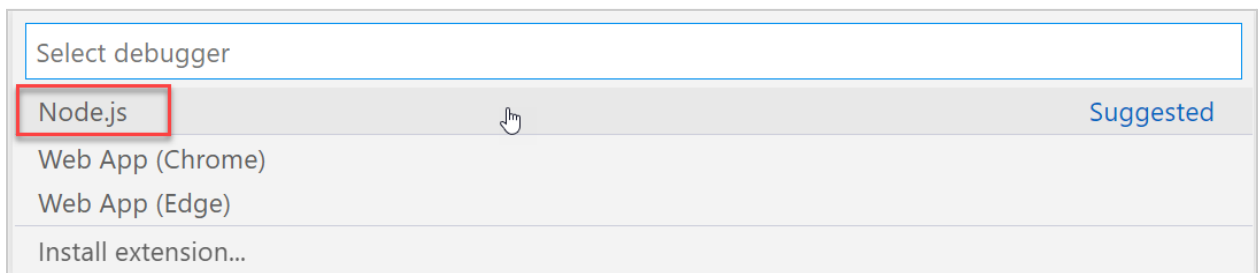 Select debugger
Node.js Suggested
Web App (Chrome)
Web App (Edge)
Install extension...